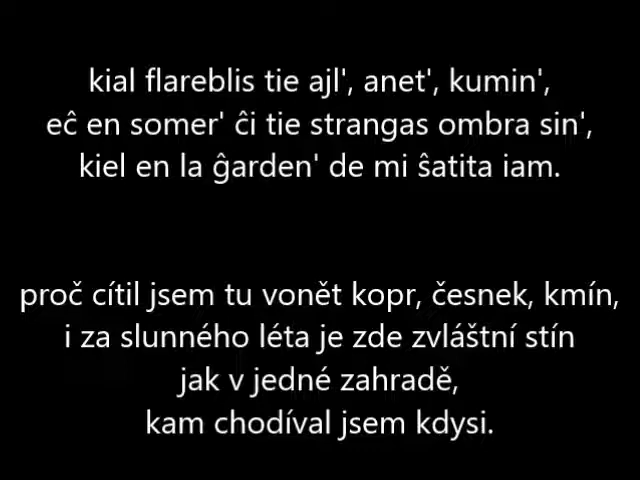 kial flareblis tie ajl', anet', kumin',
eĉ en somer' ĉi tie strangas ombra sin',
kiel en la ĝarden' de mi ŝatita iam.
proč cítil jsem tu vonět kopr, česnek, kmín,
i za slunného léta je zde zvláštní stín
jak v jedné zahradě,
kam chodíval jsem kdysi.